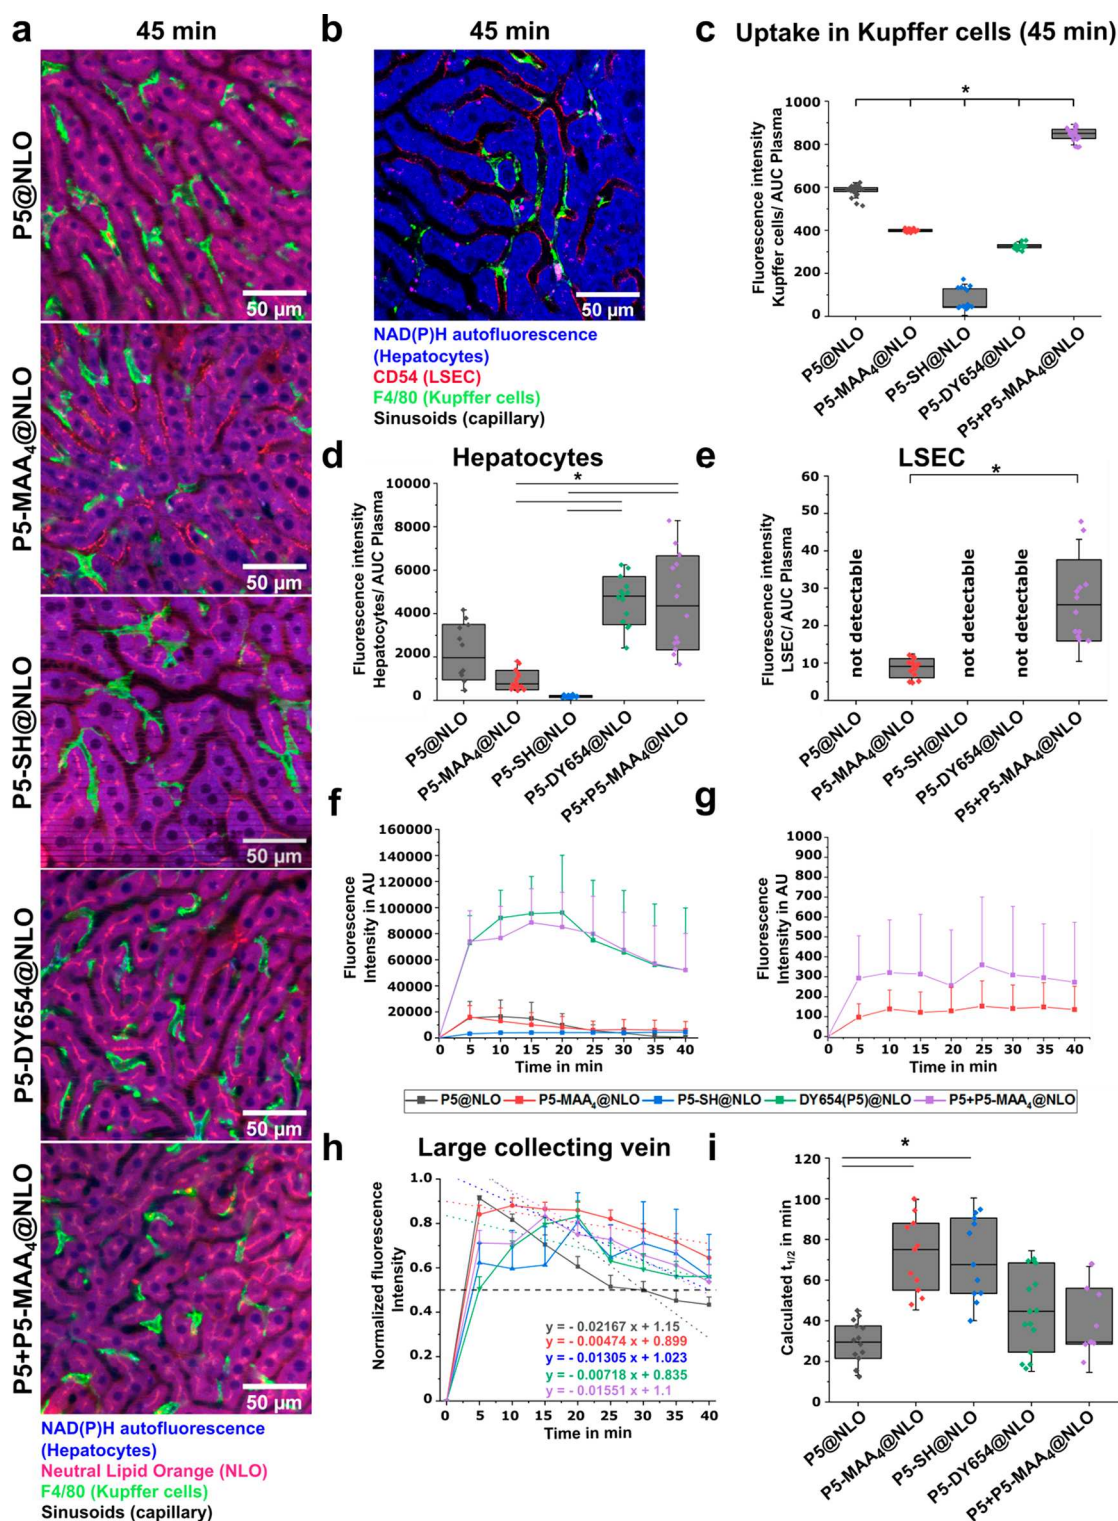 a
45 min
P5@NLO
50 µm
P5-MAA₄@NLO
50 µm
P5-SH@NLO
50 µm
P5-DY654@NLO
50 µm
P5+P5-MAA₄@NLO
50 µm
NAD(P)H autofluorescence
(Hepatocytes)
Neutral Lipid Orange (NLO)
F4/80 (Kupffer cells)
Sinusoids (capillary)
b
45 min
50 µm
NAD(P)H autofluorescence
(Hepatocytes)
CD54 (LSEC)
F4/80 (Kupffer cells)
Sinusoids (capillary)
c Uptake in Kupffer cells (45 min)
*
Fluorescence intensity
Kupffer cells/ AUC Plasma
1000
800
600
400
200
0
P5@NLO
P5-MAA₄@NLO
P5-SH@NLO
P5-DY654@NLO
P5+P5-MAA₄@NLO
d
Hepatocytes
*
Fluorescence intensity
Hepatocytes/ AUC Plasma
10000
8000
6000
4000
2000
0
P5@NLO
P5-MAA₄@NLO
P5-SH@NLO
P5-DY654@NLO
P5+P5-MAA₄@NLO
e
LSEC
*
Fluorescence intensity
LSEC/ AUC Plasma
60
50
40
30
20
10
0
not detectable
not detectable
not detectable
P5@NLO
P5-MAA₄@NLO
P5-SH@NLO
P5-DY654@NLO
P5+P5-MAA₄@NLO
f
Fluorescence
Intensity in AU
160000
140000
120000
100000
80000
60000
40000
20000
0
0 5 10 15 20 25 30 35 40
Time in min
g
Fluorescence
Intensity in AU
1000
900
800
700
600
500
400
300
200
100
0
0 5 10 15 20 25 30 35 40
Time in min
P5@NLO P5-MAA₄@NLO P5-SH@NLO DY654(P5)@NLO P5+P5-MAA₄@NLO
h
Large collecting vein
Normalized fluorescence
Intensity
1.0
0.8
0.6
0.4
0.2
0
y = - 0.02167 x + 1.15
y = - 0.00474 x + 0.899
y = - 0.01305 x + 1.023
y = - 0.00718 x + 0.835
y = - 0.01551 x + 1.1
0 5 10 15 20 25 30 35 40
Time in min
i
*
Calculated t₁/₂ in min
120
100
80
60
40
20
0
P5@NLO
P5-MAA₄@NLO
P5-SH@NLO
P5-DY654@NLO
P5+P5-MAA₄@NLO